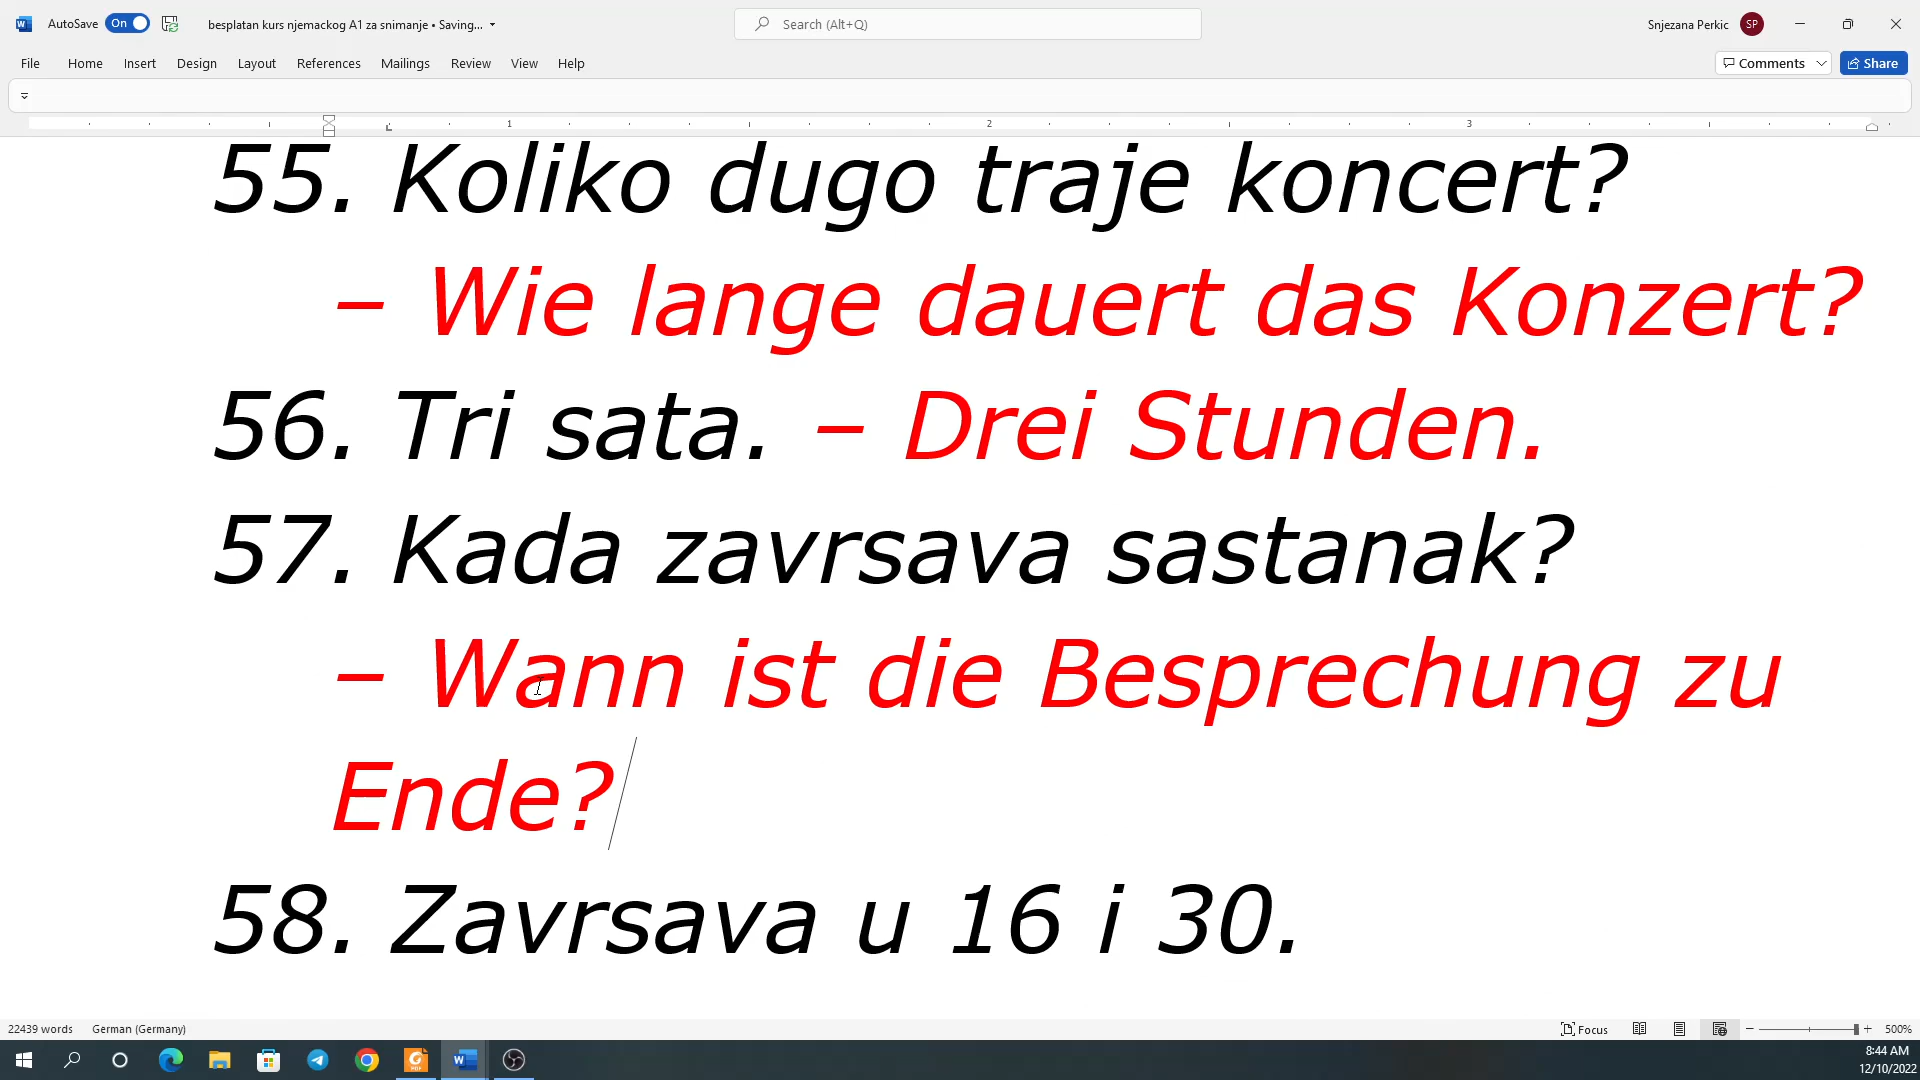 AutoSave On besplatan kurs njemackog A1 za snimanje • Saving... Search (Alt+Q) Snjezana Perkic SP
File Home Insert Design Layout References Mailings Review View Help Comments Share
1 2 3
55. Koliko dugo traje koncert?
– Wie lange dauert das Konzert?
56. Tri sata. – Drei Stunden.
57. Kada zavrsava sastanak?
– Wann ist die Besprechung zu
Ende?
58. Zavrsava u 16 i 30.
22439 words German (Germany) Focus 500%
8:44 AM
12/10/2022